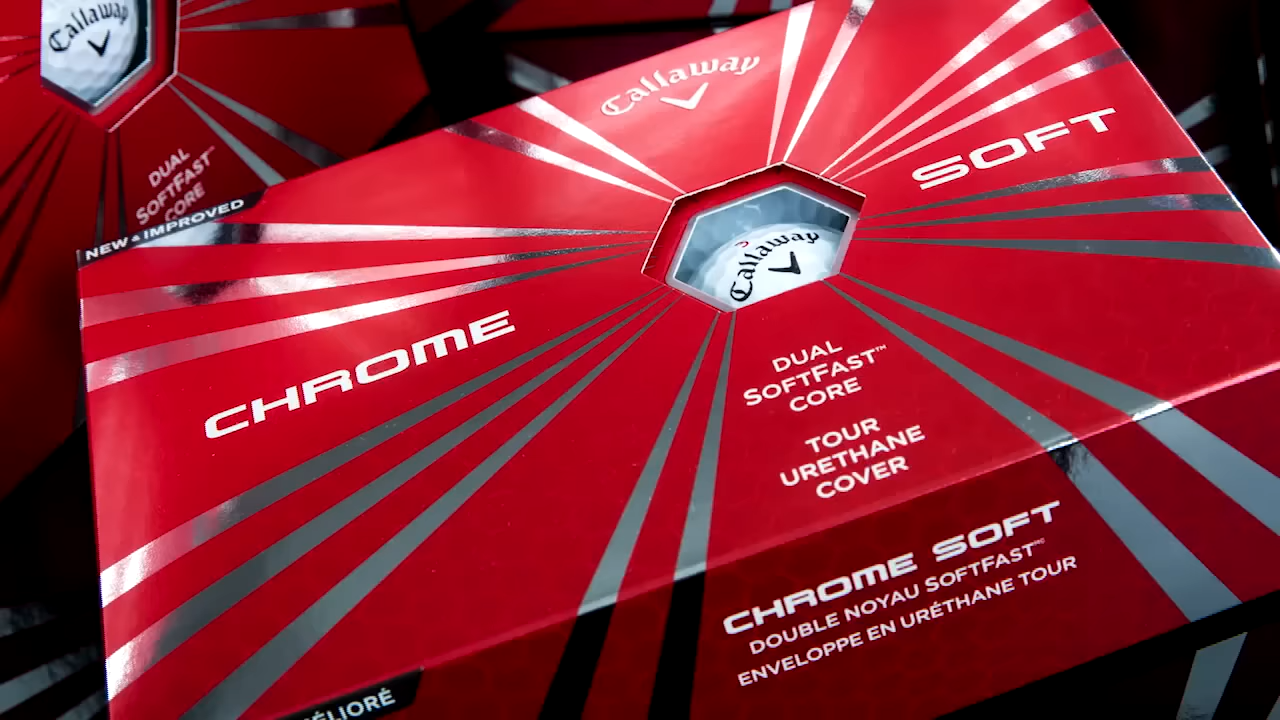 Callaway
DUAL
SOFTFAST™
CORE
NEW & IMPROVED
Callaway
CHROME SOFT
Callaway
DUAL
SOFTFAST™
CORE
TOUR
URETHANE
COVER
CHROME SOFT
DOUBLE NOYAU SOFTFAST
ENVELOPPE EN URÉTHANE TOUR